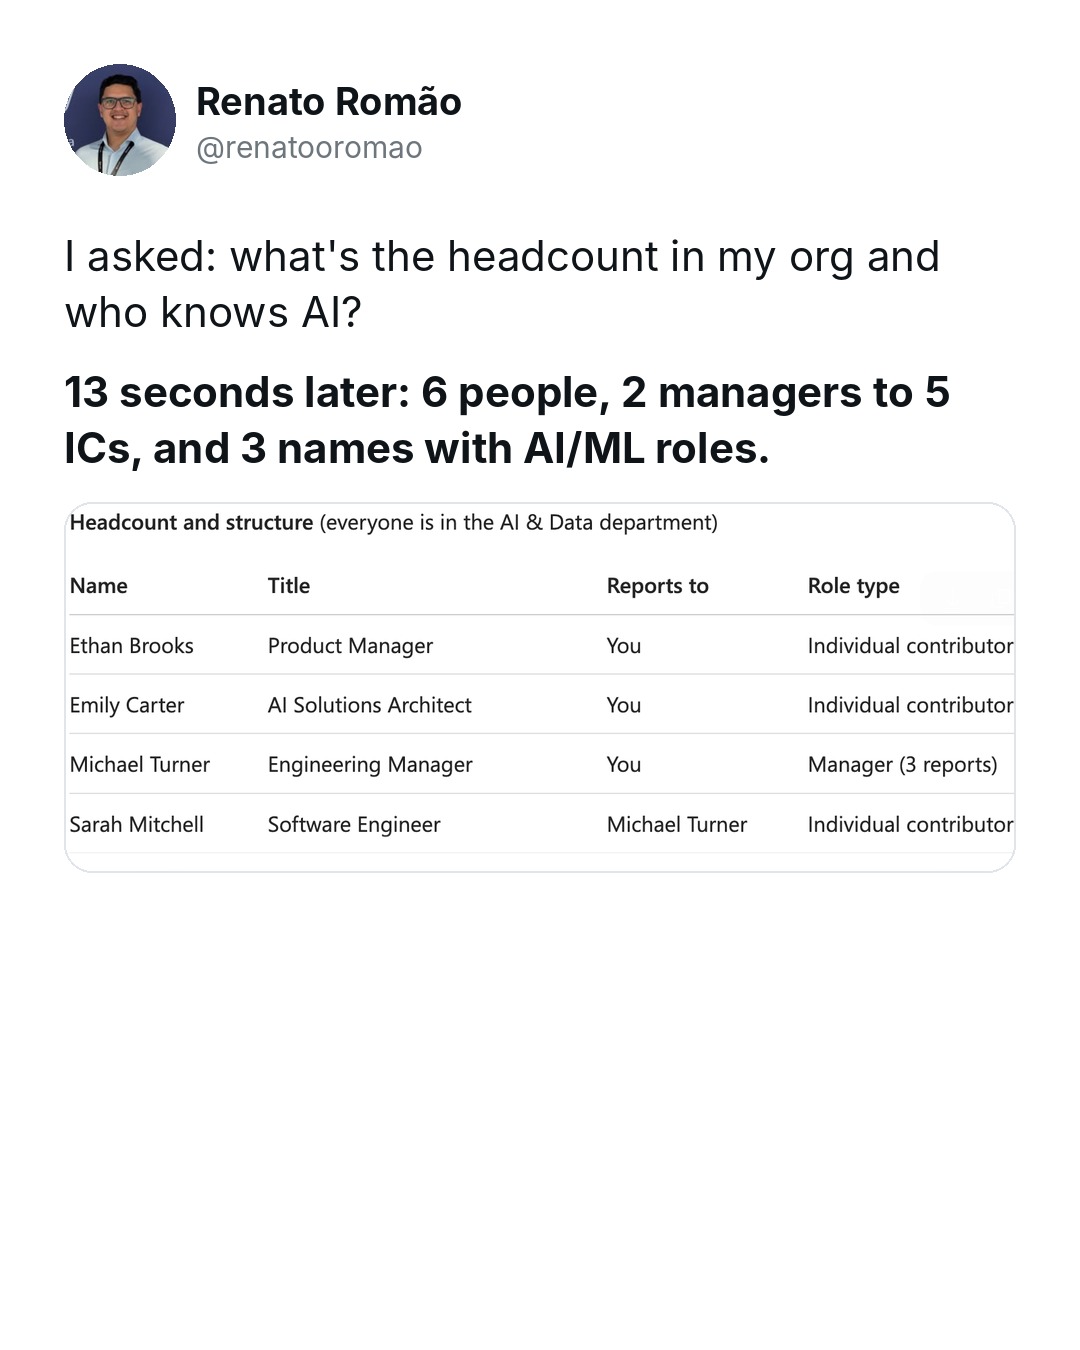 Renato Romão
@renatooromao
I asked: what's the headcount in my org and
who knows AI?
13 seconds later: 6 people, 2 managers to 5
ICs, and 3 names with AI/ML roles.
Headcount and structure (everyone is in the AI & Data department)
Name Title Reports to Role type
Ethan Brooks Product Manager You Individual contributor
Emily Carter AI Solutions Architect You Individual contributor
Michael Turner Engineering Manager You Manager (3 reports)
Sarah Mitchell Software Engineer Michael Turner Individual contributor